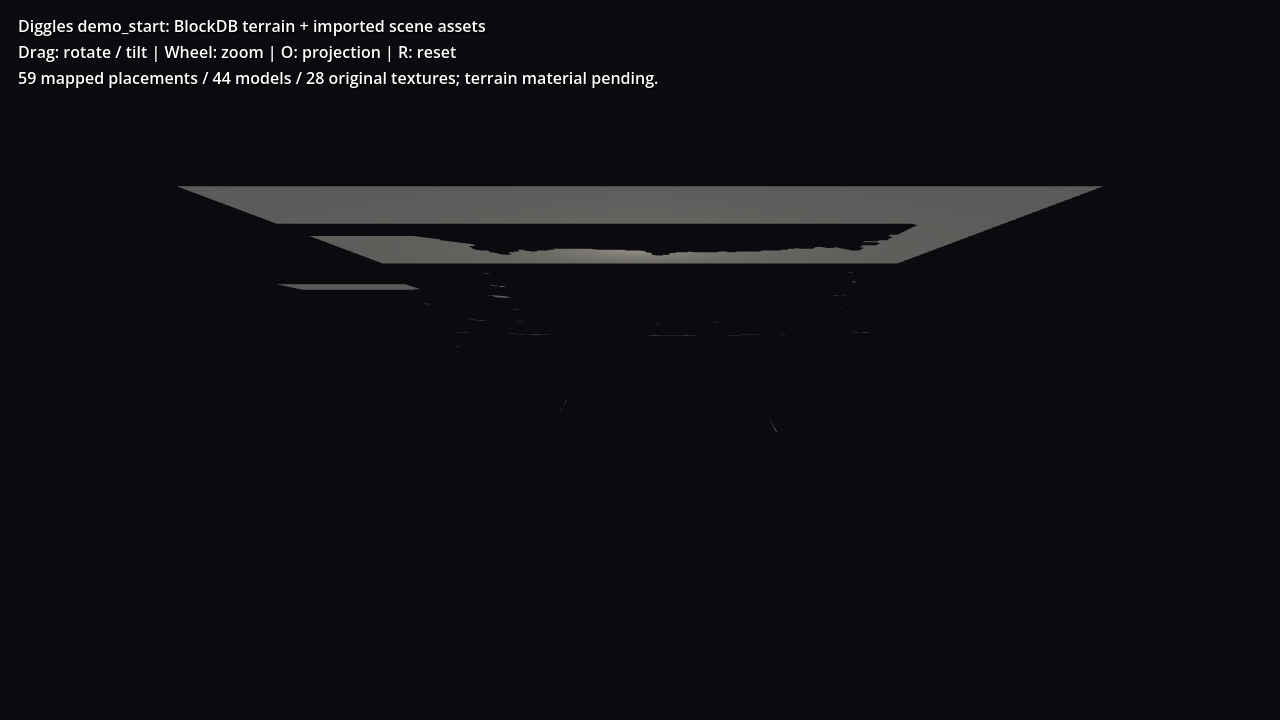 Diggles demo_start: BlockDB terrain + imported scene assets
Drag: rotate / tilt | Wheel: zoom | O: projection | R: reset
59 mapped placements / 44 models / 28 original textures; terrain material pending.